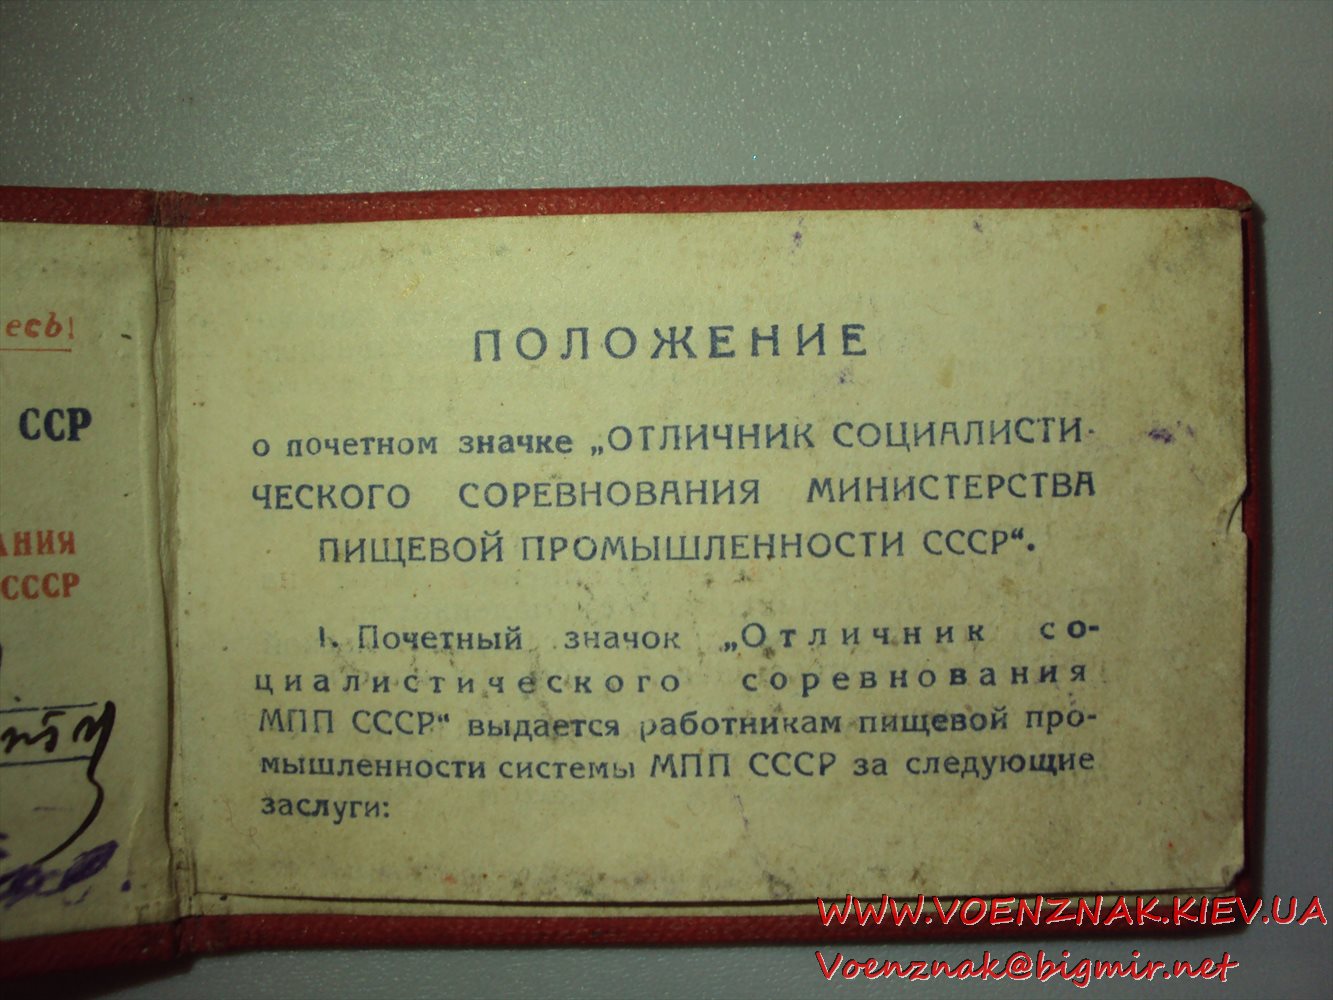 есь!
ССР
АНИЯ
СССР
ПОЛОЖЕНИЕ
о почетном значке „ОТЛИЧНИК СОЦИАЛИСТИ-
ЧЕСКОГО СОРЕВНОВАНИЯ МИНИСТЕРСТВА
ПИЩЕВОЙ ПРОМЫШЛЕННОСТИ СССР“.
1. Почетный значок „Отличник со-
циалистического соревнования
МПП СССР“ выдается работникам пищевой про-
мышленности системы МПП СССР за следующие
заслуги:
WWW.VOENZNAK.KIEV.UA
Voenznak@bigmir.net